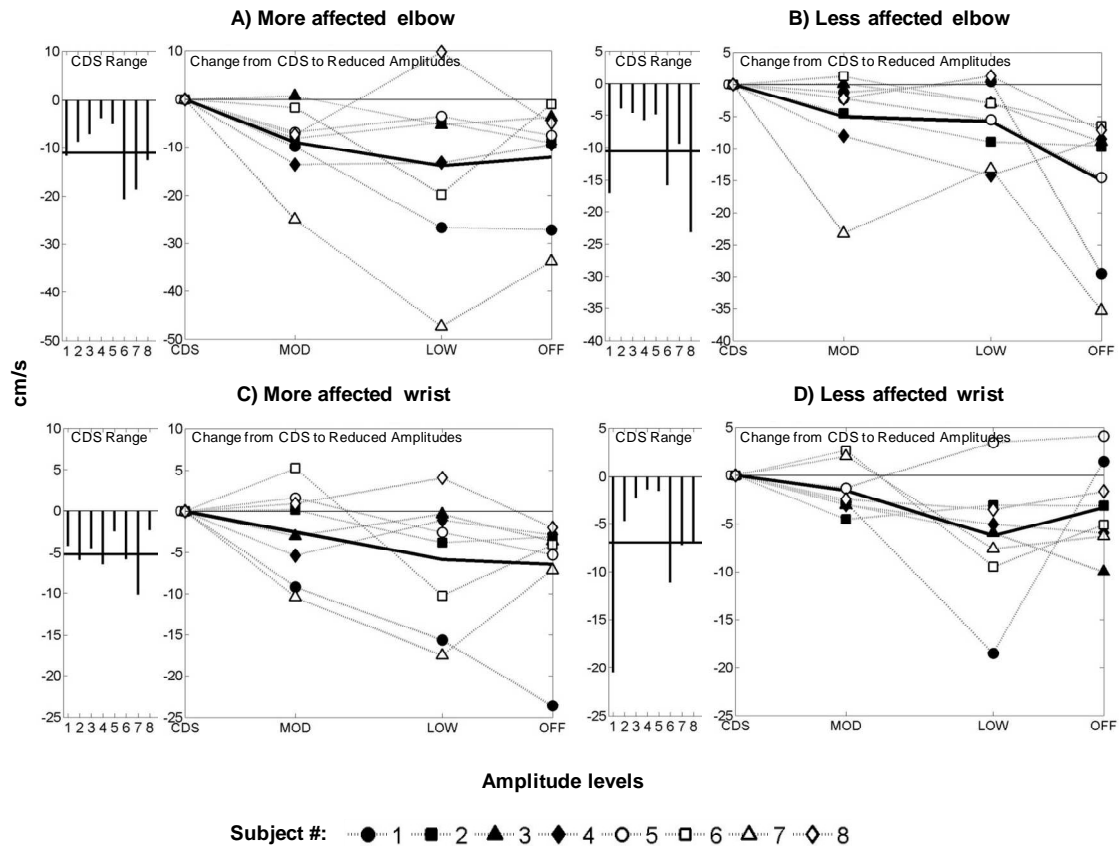 A) More affected elbow
CDS Range
Change from CDS to Reduced Amplitudes
10
0
-10
-20
-30
-40
-50
1 2 3 4 5 6 7 8
10
0
-10
-20
-30
-40
-50
CDS MOD LOW OFF
B) Less affected elbow
CDS Range
Change from CDS to Reduced Amplitudes
5
0
-5
-10
-15
-20
-25
-30
-35
-40
1 2 3 4 5 6 7 8
5
0
-5
-10
-15
-20
-25
-30
-35
-40
CDS MOD LOW OFF
cm/s
C) More affected wrist
CDS Range
Change from CDS to Reduced Amplitudes
10
5
0
-5
-10
-15
-20
-25
1 2 3 4 5 6 7 8
10
5
0
-5
-10
-15
-20
-25
CDS MOD LOW OFF
D) Less affected wrist
CDS Range
Change from CDS to Reduced Amplitudes
5
0
-5
-10
-15
-20
-25
1 2 3 4 5 6 7 8
5
0
-5
-10
-15
-20
-25
CDS MOD LOW OFF
Amplitude levels
Subject #: 1 2 3 4 5 6 7 8